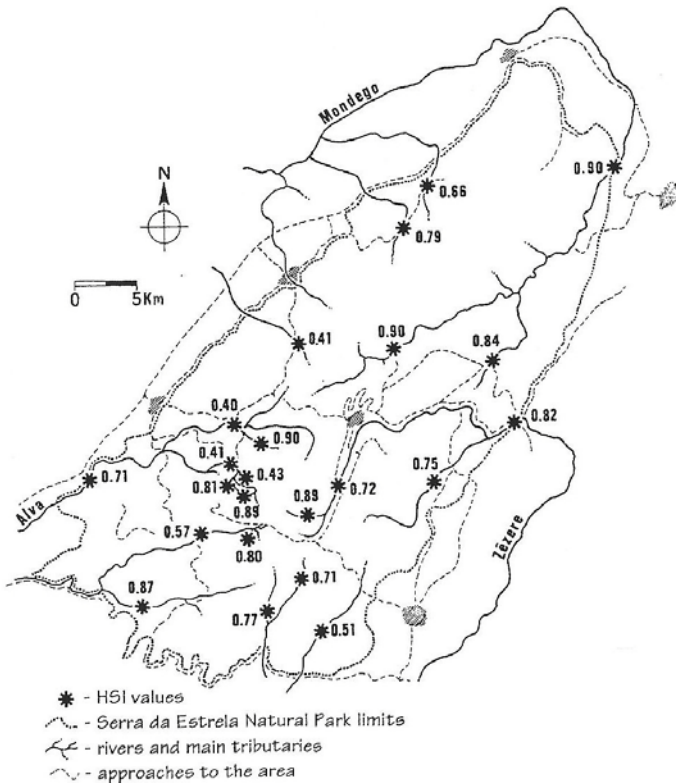 Mondego
0.90
0.66
N
0.79
0 5Km
0.41
0.90
0.84
0.40
0.82
0.90
0.41
0.43
0.75
0.71
0.81
0.72
0.89
0.89
Alva
0.57
0.80
Zêzere
0.71
0.87
0.77
0.51
- HSI values
- Serra da Estrela Natural Park limits
- rivers and main tributaries
- approaches to the area